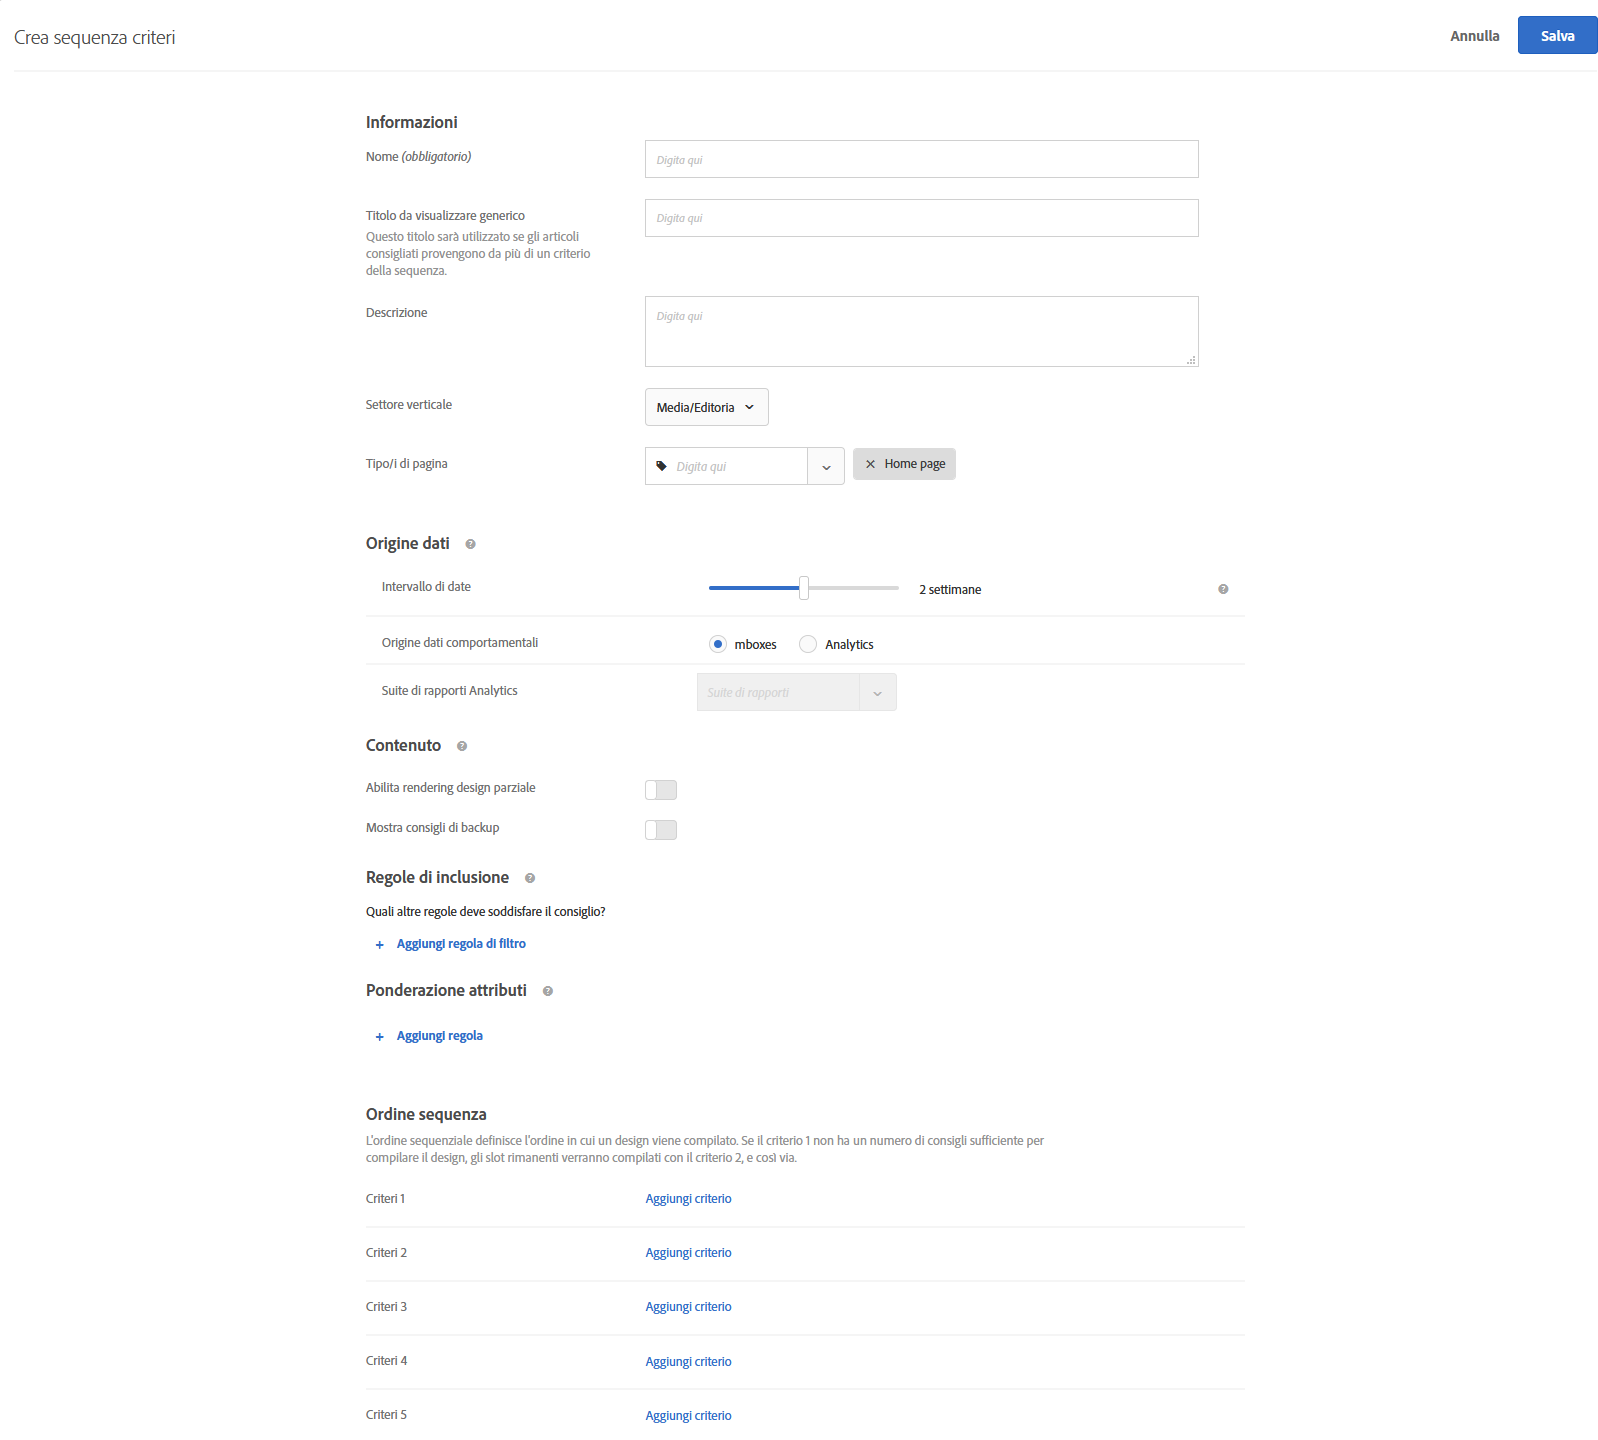 Crea sequenza criteri
Annulla
Salva
Informazioni
Nome (obbligatorio)
Digita qui
Titolo da visualizzare generico
Digita qui
Questo titolo sarà utilizzato se gli articoli
consigliati provengono da più di un criterio
della sequenza.
Descrizione
Digita qui
Settore verticale
Media/Editoria
Tipo/i di pagina
Digita qui
Home page
Origine dati
Intervallo di date
2 settimane
Origine dati comportamentali
mboxes
Analytics
Suite di rapporti Analytics
Suite di rapporti
Contenuto
Abilita rendering design parziale
Mostra consigli di backup
Regole di inclusione
Quali altre regole deve soddisfare il consiglio?
+ Aggiungi regola di filtro
Ponderazione attributi
+ Aggiungi regola
Ordine sequenza
L'ordine sequenziale definisce l'ordine in cui un design viene compilato. Se il criterio 1 non ha un numero di consigli sufficiente per
compilare il design, gli slot rimanenti verranno compilati con il criterio 2, e così via.
Criteri 1
Aggiungi criterio
Criteri 2
Aggiungi criterio
Criteri 3
Aggiungi criterio
Criteri 4
Aggiungi criterio
Criteri 5
Aggiungi criterio